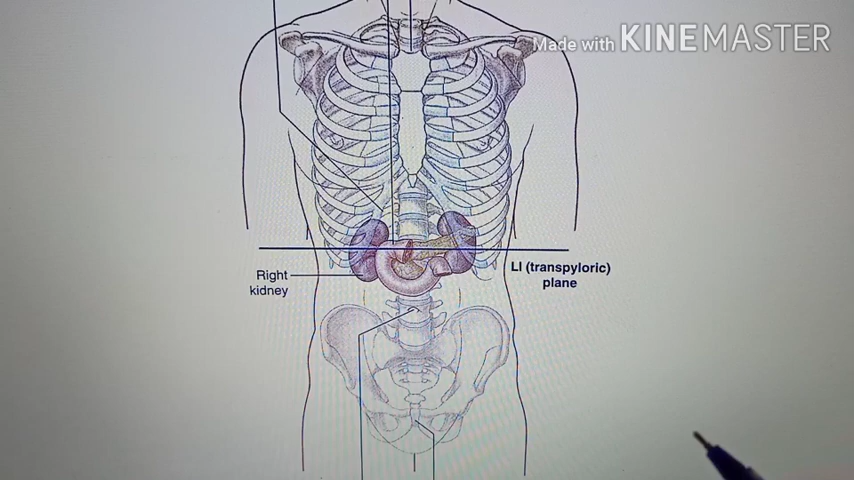 Made with KINEMASTER
LI (transpyloric)
plane
Right
kidney